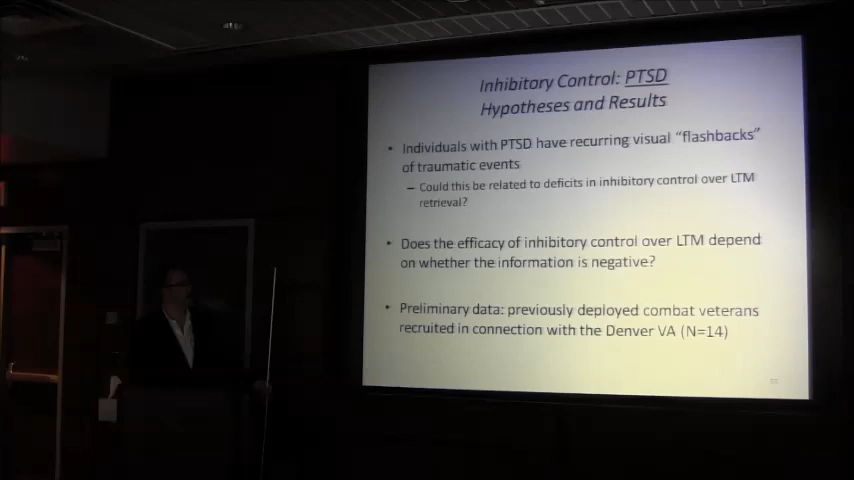 Inhibitory Control: PTSD
Hypotheses and Results
• Individuals with PTSD have recurring visual “flashbacks”
of traumatic events
– Could this be related to deficits in inhibitory control over LTM
retrieval?
• Does the efficacy of inhibitory control over LTM depend
on whether the information is negative?
• Preliminary data: previously deployed combat veterans
recruited in connection with the Denver VA (N=14)